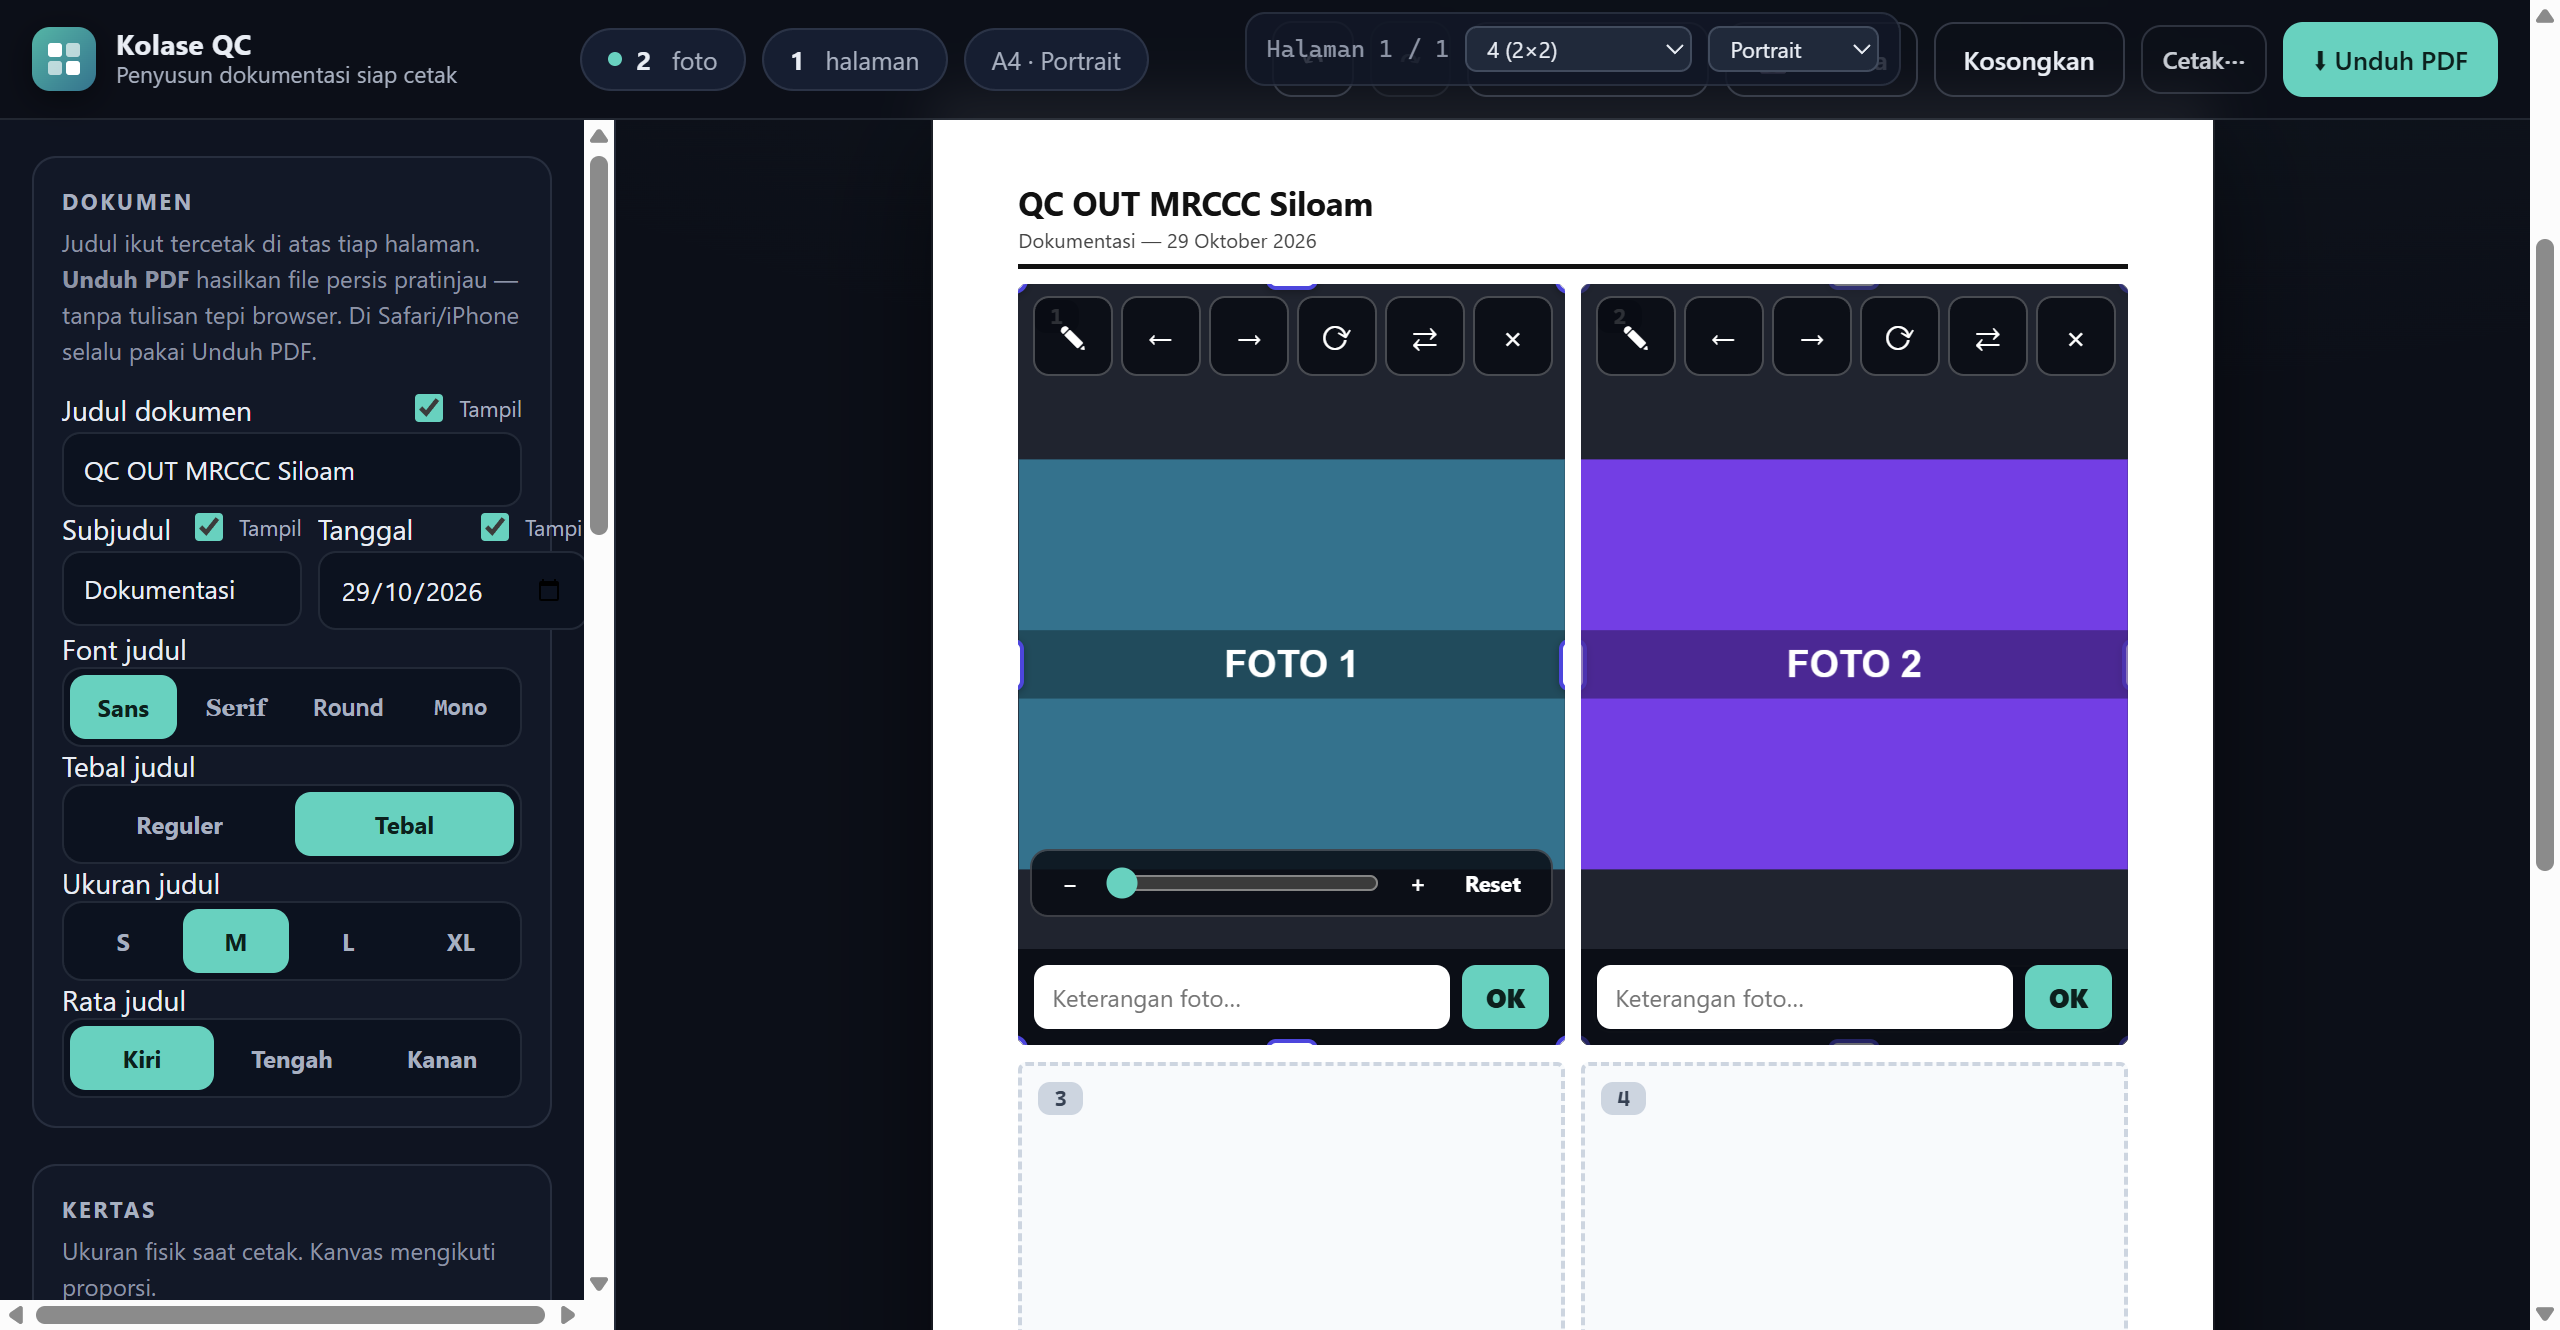 Kolase QC
Penyusun dokumentasi siap cetak
2 foto
1 halaman
A4 · Portrait
Halaman 1 / 1
4 (2×2)
Portrait
Kosongkan
Cetak···
⬇ Unduh PDF
DOKUMEN
Judul ikut tercetak di atas tiap halaman.
Unduh PDF hasilkan file persis pratinjau —
tanpa tulisan tepi browser. Di Safari/iPhone
selalu pakai Unduh PDF.
Judul dokumen
Tampil
QC OUT MRCCC Siloam
Subjudul
Tampil
Tanggal
Tampi
Dokumentasi
29/10/2026
Font judul
Sans
Serif
Round
Mono
Tebal judul
Reguler
Tebal
Ukuran judul
S
M
L
XL
Rata judul
Kiri
Tengah
Kanan
KERTAS
Ukuran fisik saat cetak. Kanvas mengikuti
proporsi.
QC OUT MRCCC Siloam
Dokumentasi — 29 Oktober 2026
1
← → ⟳ ⇄ ×
2
← → ⟳ ⇄ ×
FOTO 1
FOTO 2
– + Reset
Keterangan foto...
OK
Keterangan foto...
OK
3
4